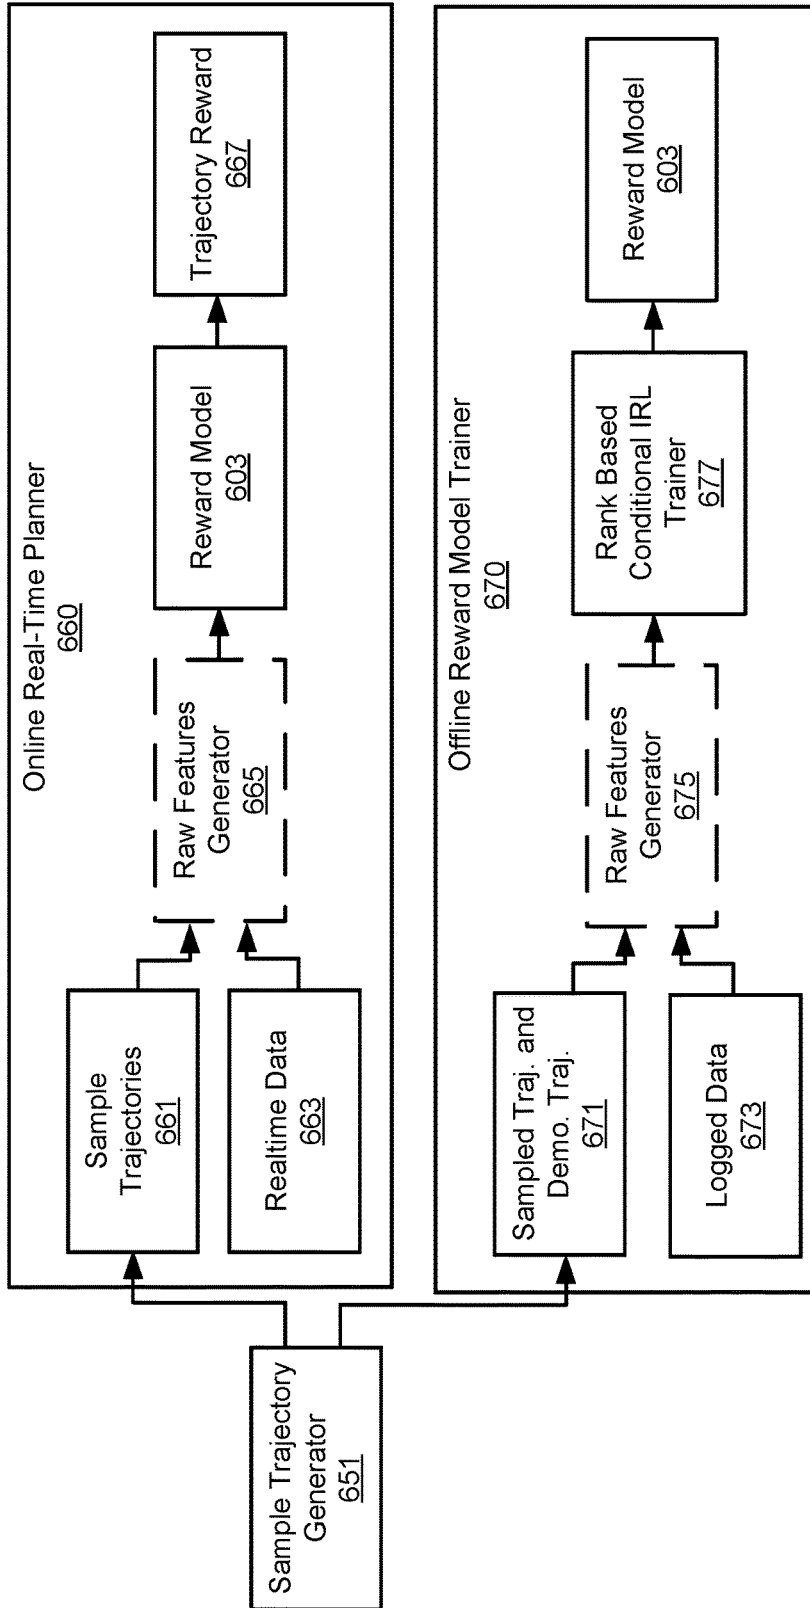 Sample Trajectory
Generator
651
Online Real-Time Planner
660
Sample
Trajectories
661
Realtime Data
663
Raw Features
Generator
665
Reward Model
603
Trajectory Reward
667
Offline Reward Model Trainer
670
Sampled Traj. and
Demo. Traj.
671
Logged Data
673
Raw Features
Generator
675
Rank Based
Conditional IRL
Trainer
677
Reward Model
603